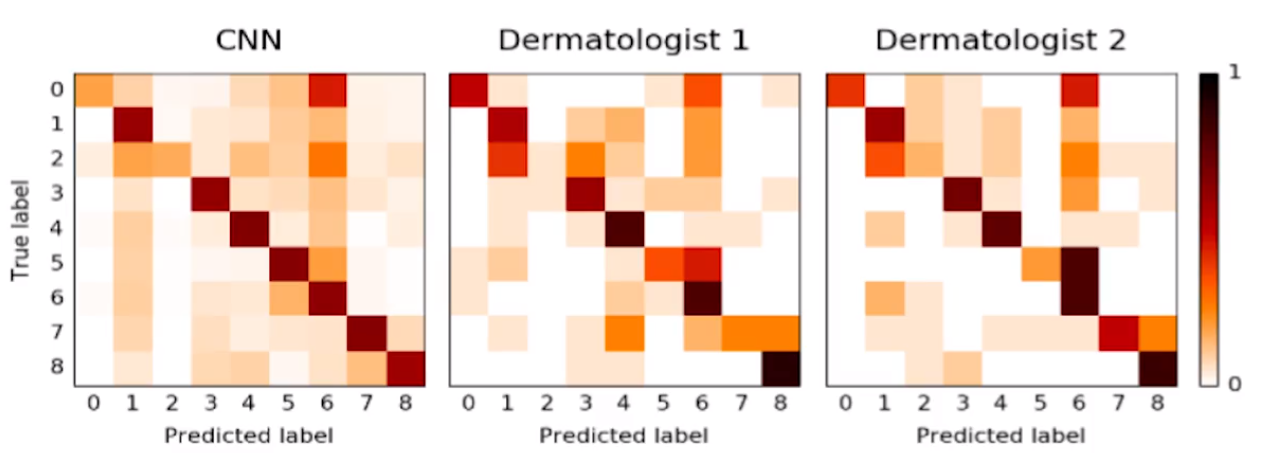 CNN
Dermatologist 1
Dermatologist 2
True label
0
1
2
3
4
5
6
7
8
0 1 2 3 4 5 6 7 8
Predicted label
0 1 2 3 4 5 6 7 8
Predicted label
0 1 2 3 4 5 6 7 8
Predicted label
1
0